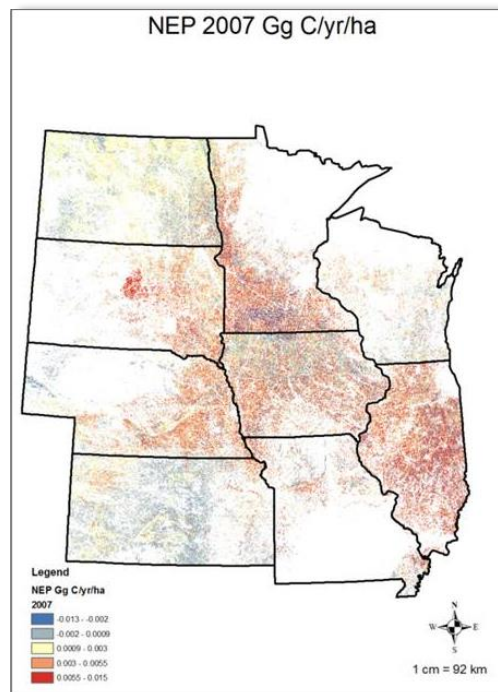 NEP 2007 Gg C/yr/ha
Legend
NEP Gg C/yr/ha
2007
-0.013 - -0.002
-0.002 - 0.0009
0.0009 - 0.003
0.003 - 0.0055
0.0055 - 0.015
N
W E
S
1 cm = 92 km